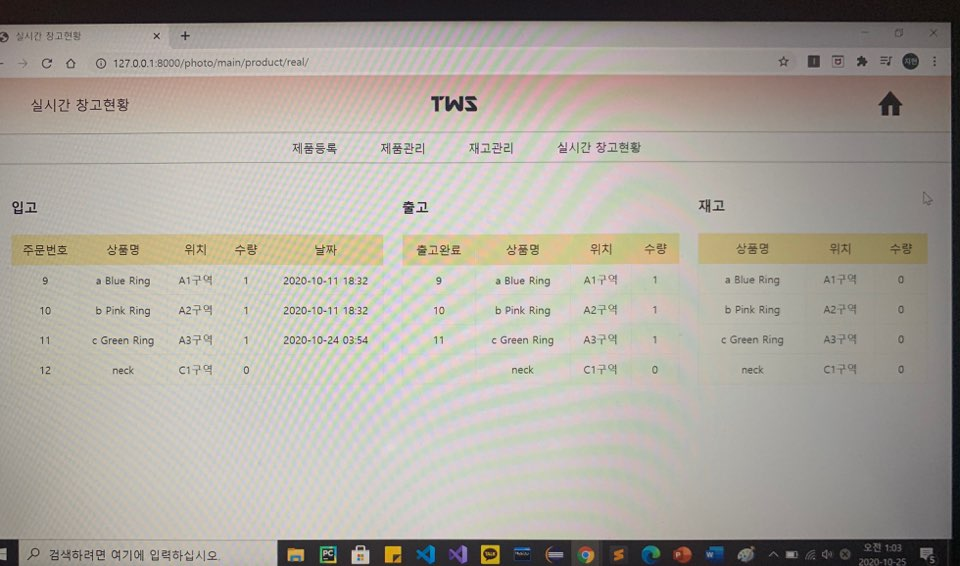 실시간 창고현황
127.0.0.1:8000/photo/main/product/real/
지현
실시간 창고현황
TWS
제품등록 제품관리 재고관리 실시간 창고현황
입고
주문번호 상품명 위치 수량 날짜
9 a Blue Ring A1구역 1 2020-10-11 18:32
10 b Pink Ring A2구역 1 2020-10-11 18:32
11 c Green Ring A3구역 1 2020-10-24 03:54
12 neck C1구역 0
출고
출고완료 상품명 위치 수량
9 a Blue Ring A1구역 1
10 b Pink Ring A2구역 1
11 c Green Ring A3구역 1
neck C1구역 0
재고
상품명 위치 수량
a Blue Ring A1구역 0
b Pink Ring A2구역 0
c Green Ring A3구역 0
neck C1구역 0
검색하려면 여기에 입력하십시오.
PC
TALK
오전 1:03
2020-10-25
5